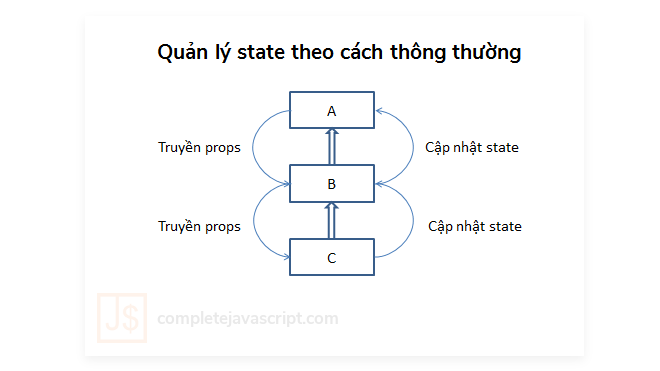 Quản lý state theo cách thông thường
A
Truyền props
Cập nhật state
B
Truyền props
Cập nhật state
C
J$
completejavascript.com